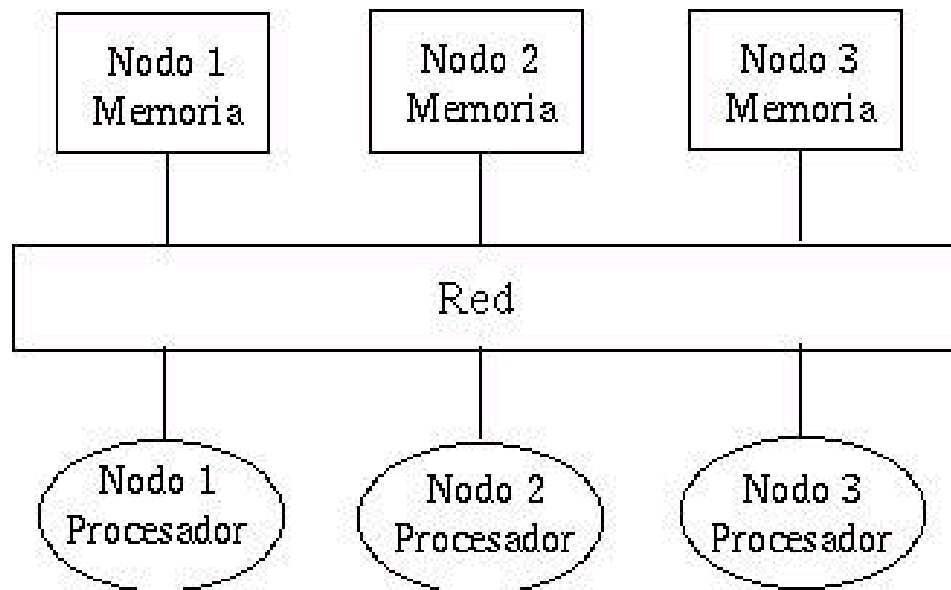 Nodo 1
Memoria
Nodo 2
Memoria
Nodo 3
Memoria
Red
Nodo 1
Procesador
Nodo 2
Procesador
Nodo 3
Procesador